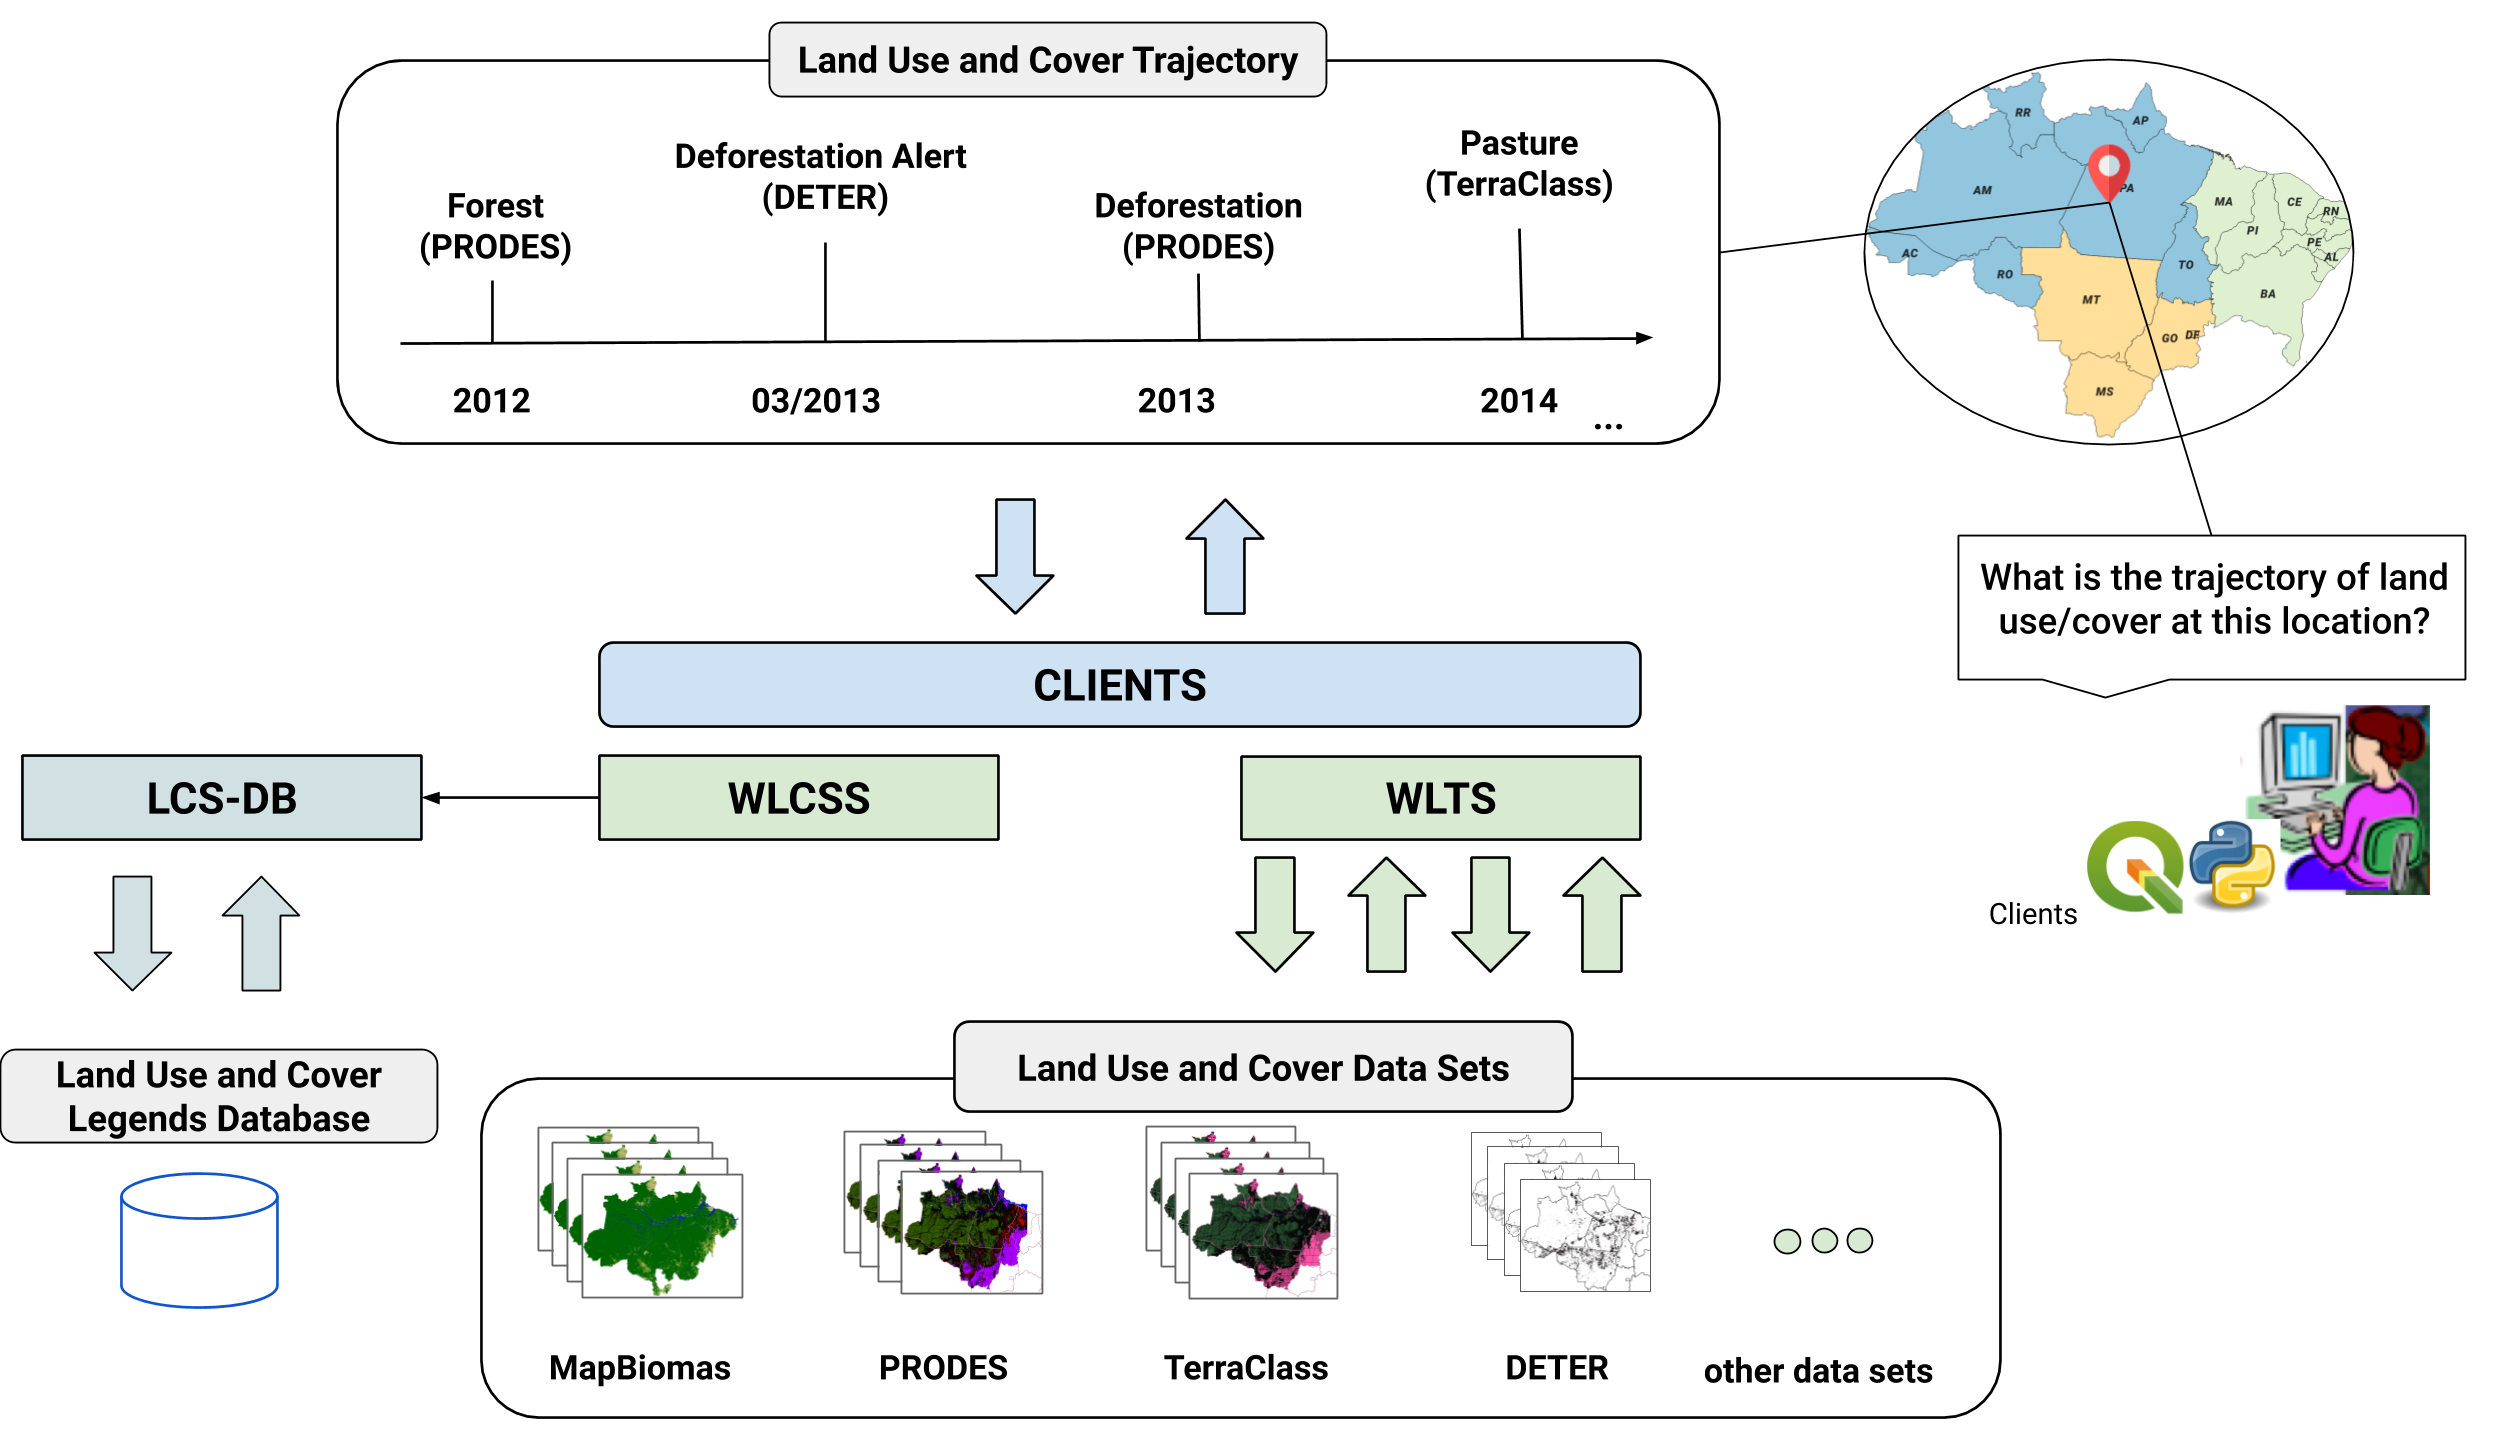 Land Use and Cover Trajectory
Forest
(PRODES)
Deforestation Alert
(DETER)
Deforestation
(PRODES)
Pasture
(TerraClass)
2012
03/2013
2013
2014
...
RR
AP
AM
PA
MA
CE
RN
PI
PE
AL
AC
RO
TO
BA
MT
GO
DF
MS
What is the trajectory of land
use/cover at this location?
CLIENTS
LCS-DB
WLCSS
WLTS
Clients
Land Use and Cover
Legends Database
Land Use and Cover Data Sets
MapBiomas
PRODES
TerraClass
DETER
other data sets